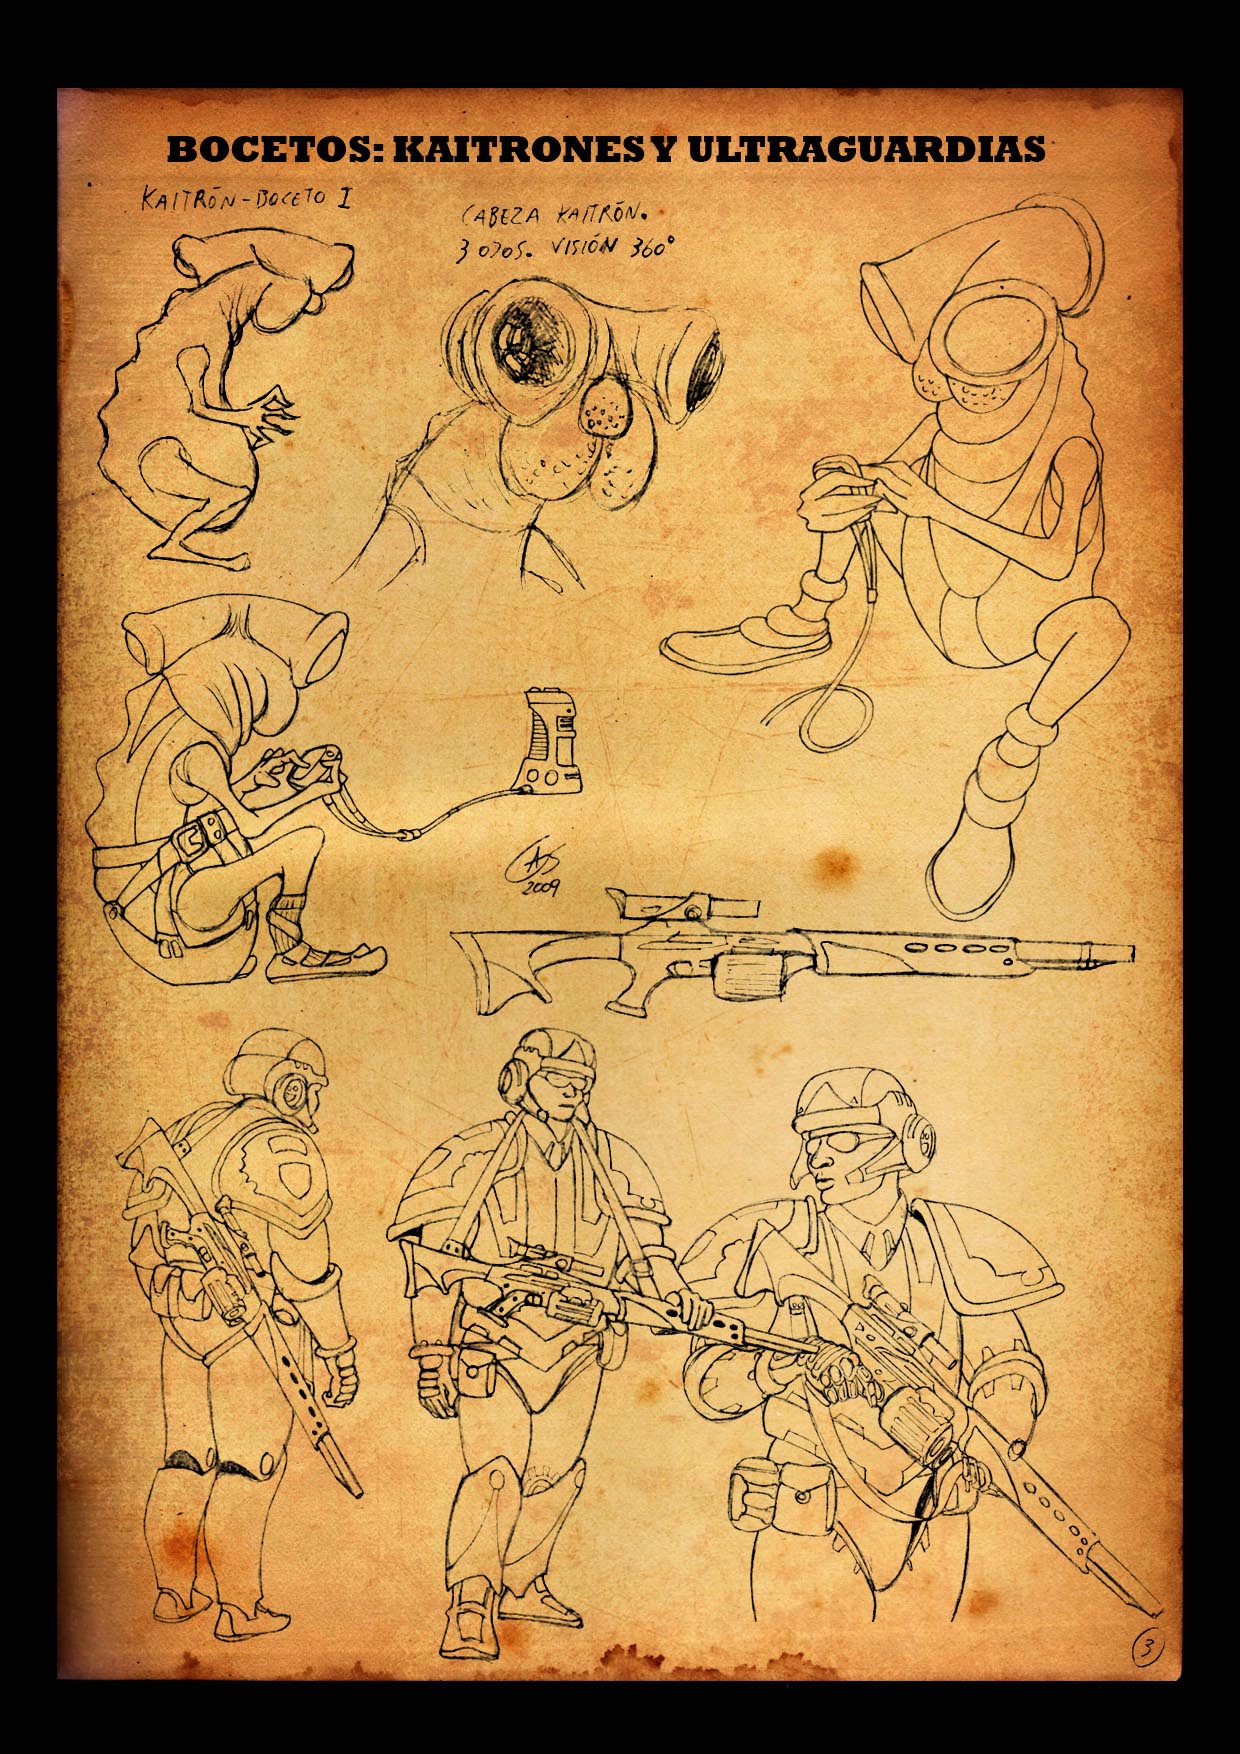 BOCETOS: KAITRONES Y ULTRAGUARDIAS
KAITRÓN-BOCETO I
CABEZA KAITRÓN.
3 OJOS. VISIÓN 360°
2009
3